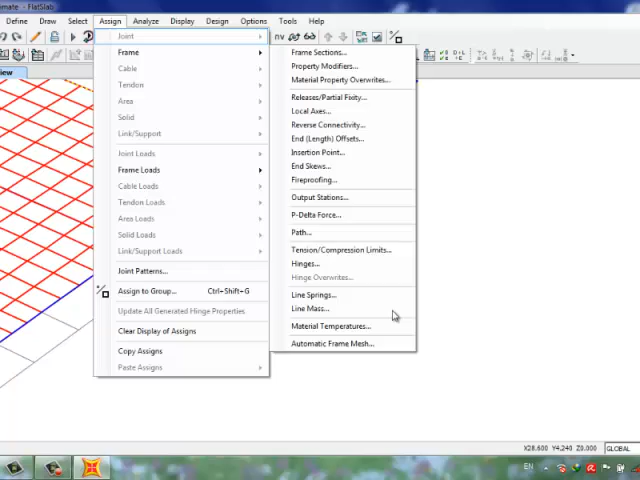 imate - FlatSlab
Define Draw Select Assign Analyze Display Design Options Tools Help
nv
iew
Joint
Frame
Cable
Tendon
Area
Solid
Link/Support
Joint Loads
Frame Loads
Cable Loads
Tendon Loads
Area Loads
Solid Loads
Link/Support Loads
Joint Patterns...
Assign to Group... Ctrl+Shift+G
Update All Generated Hinge Properties
Clear Display of Assigns
Copy Assigns
Paste Assigns
Frame Sections...
Property Modifiers...
Material Property Overwrites...
Releases/Partial Fixity...
Local Axes...
Reverse Connectivity...
End (Length) Offsets...
Insertion Point...
End Skews...
Fireproofing...
Output Stations...
P-Delta Force...
Path...
Tension/Compression Limits...
Hinges...
Hinge Overwrites...
Line Springs...
Line Mass...
Material Temperatures...
Automatic Frame Mesh...
X28.600 Y4.240 Z0.000 GLOBAL
EN